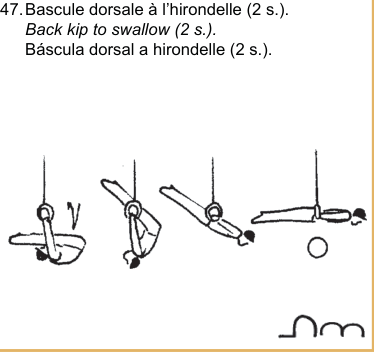 47. Bascule dorsale à l'hirondelle (2 s.).
Back kip to swallow (2 s.).
Báscula dorsal a hirondelle (2 s.).